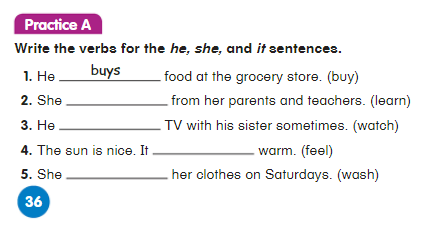 Practice A
Write the verbs for the he, she, and it sentences.
1. He buys food at the grocery store. (buy)
2. She ____________ from her parents and teachers. (learn)
3. He ____________ TV with his sister sometimes. (watch)
4. The sun is nice. It ____________ warm. (feel)
5. She ____________ her clothes on Saturdays. (wash)
36